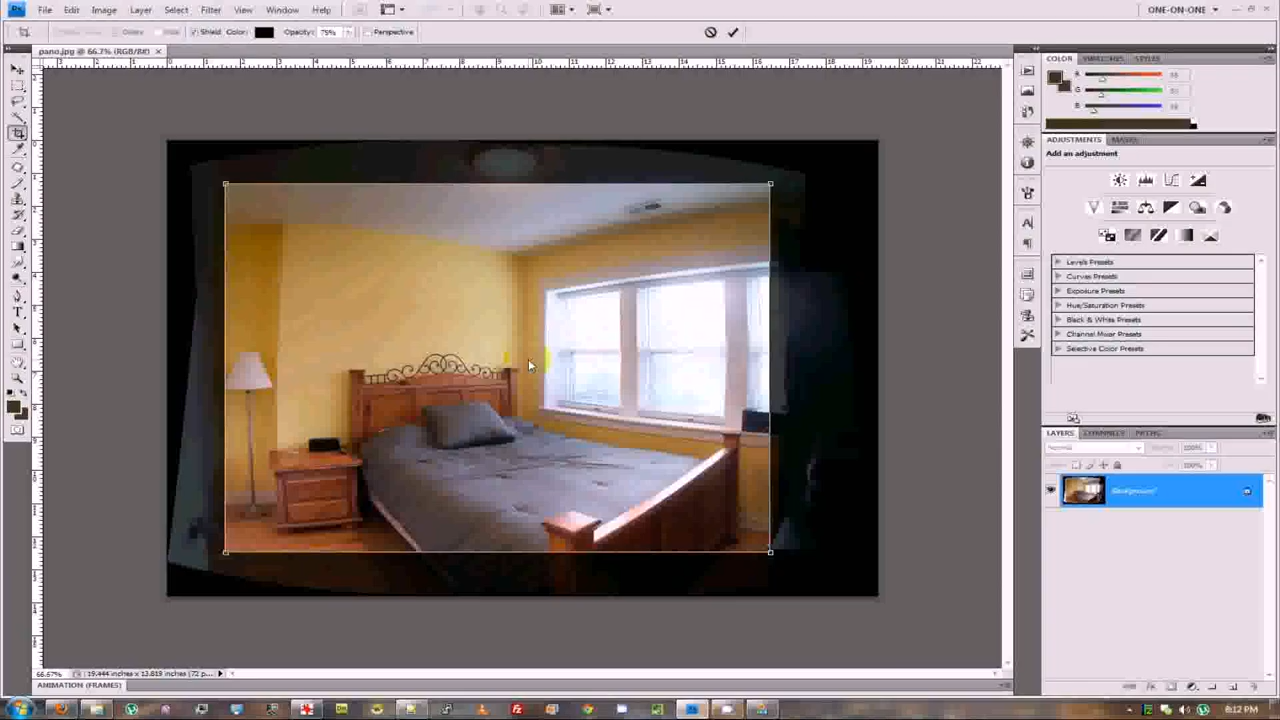 Ps File Edit Image Layer Select Filter View Window Help ONE-ON-ONE
Shield Color: Opacity: 75% Perspective
pano.jpg @ 66.7% (RGB/8#)
COLOR SWATCHES STYLES
R
G
B
ADJUSTMENTS MASKS
Add an adjustment
Levels Presets
Curves Presets
Exposure Presets
Hue/Saturation Presets
Black & White Presets
Channel Mixer Presets
Selective Color Presets
LAYERS CHANNELS PATHS
Normal 100%
100%
Background
66.67% 19.444 inches x 13.819 inches (72 p
ANIMATION (FRAMES)
8:12 PM